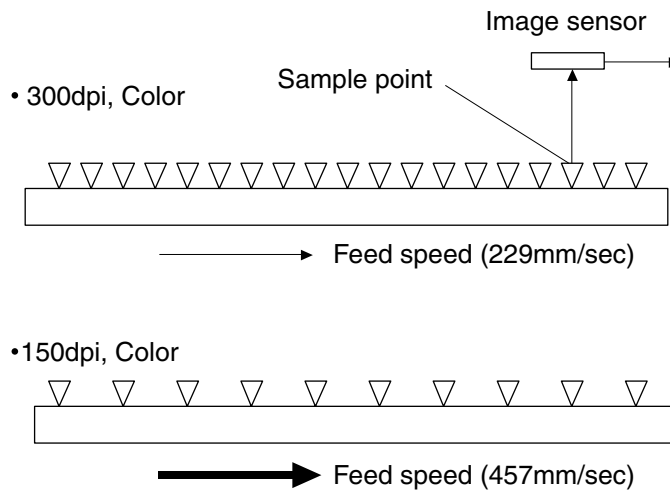 Image sensor
Sample point
• 300dpi, Color
Feed speed (229mm/sec)
•150dpi, Color
Feed speed (457mm/sec)